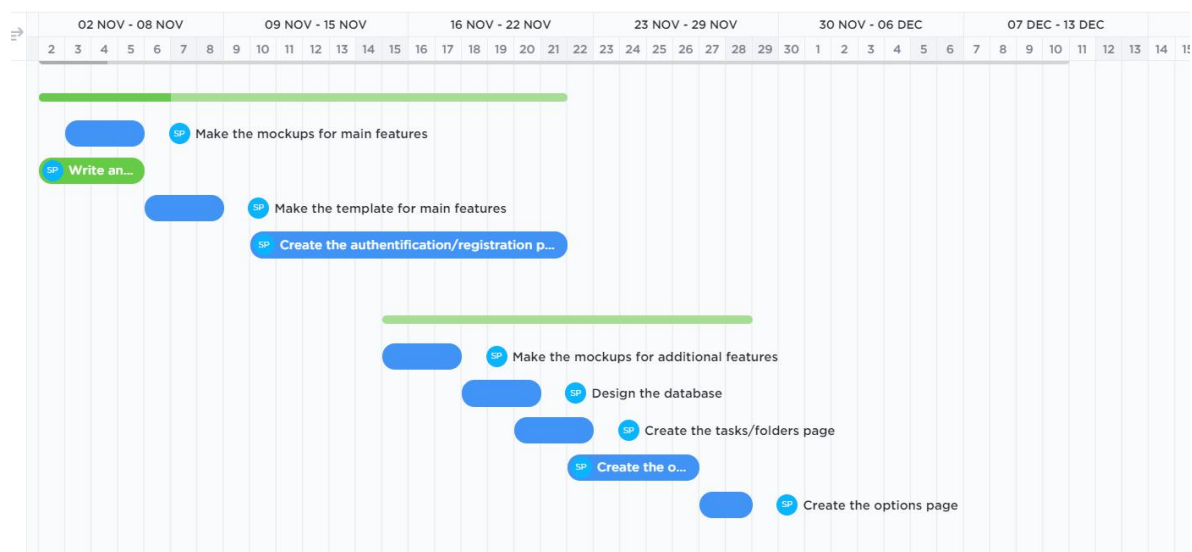 02 NOV - 08 NOV 09 NOV - 15 NOV 16 NOV - 22 NOV 23 NOV - 29 NOV 30 NOV - 06 DEC 07 DEC - 13 DEC
2 3 4 5 6 7 8 9 10 11 12 13 14 15 16 17 18 19 20 21 22 23 24 25 26 27 28 29 30 1 2 3 4 5 6 7 8 9 10 11 12 13 14
SP Make the mockups for main features
SP Write an...
SP Make the template for main features
SP Create the authentification/registration p...
SP Make the mockups for additional features
SP Design the database
SP Create the tasks/folders page
SP Create the o...
SP Create the options page